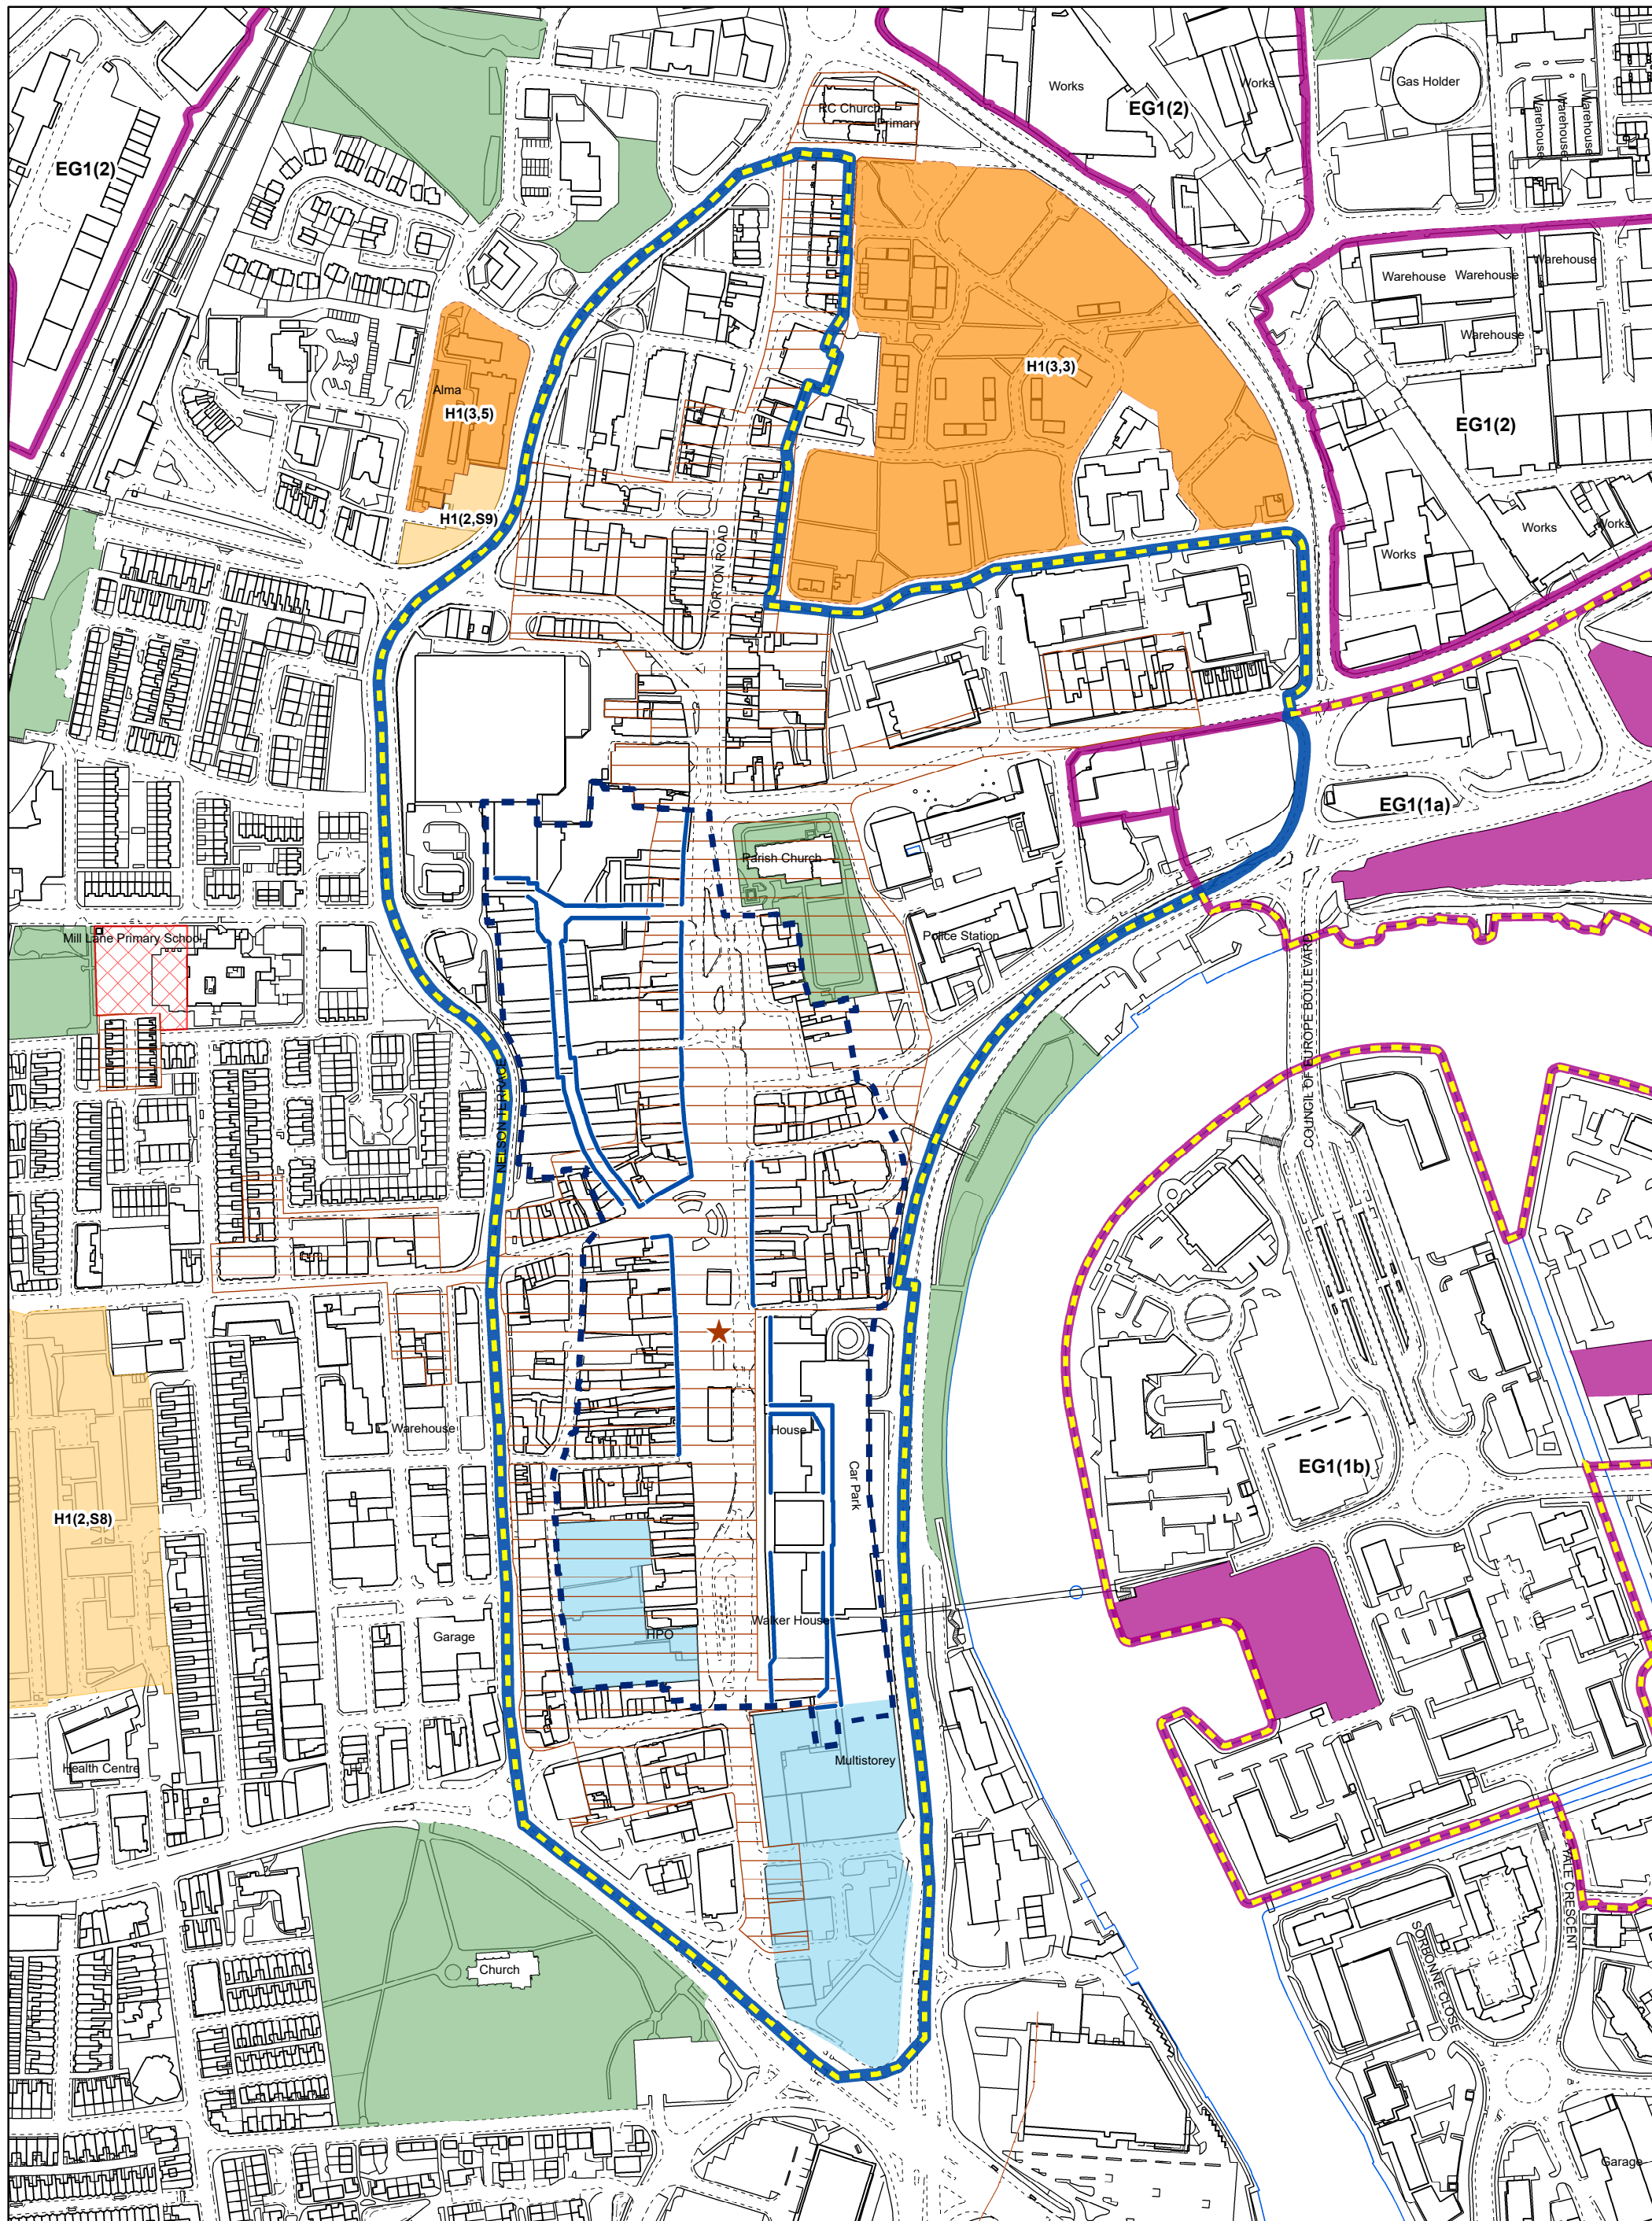 Works
Works
Gas Holder
EG1(2)
Warehouse
Warehouse
Warehouse
RC Church
Primary
EG1(2)
Warehouse
Warehouse
Warehouse
Warehouse
H1(3,3)
Alma
H1(3,5)
EG1(2)
H1(2,S9)
Works
Works
Works
NORTON ROAD
EG1(1a)
Parish Church
Police Station
Mill Lane Primary School
COUNCIL OF EUROPE BOULEVARD
NELSON TERRACE
Warehouse
House
Car Park
EG1(1b)
H1(2,S8)
Walker House
HPO
Garage
Multistorey
Health Centre
YALE CRESCENT
SORBONNE CLOSE
Church
Garage